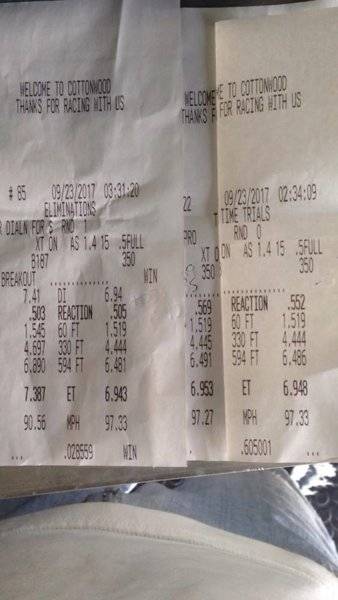 WELCOME TO COTTONWOOD
THANKS FOR RACING WITH US
# 85 09/23/2017 03:31:20
ELIMINATIONS
R DIALN FOR $ RND 1
XT ON AS 1.4 15 .5FULL
B187 350
BREAKOUT WIN
7.41 DI 6.94
.503 REACTION .505
1.545 60 FT 1.519
4.697 330 FT 4.444
6.890 594 FT 6.481
7.387 ET 6.943
90.56 MPH 97.33
.028559 WIN
WELCOME TO COTTONWOOD
THANKS F FOR RACING WITH US
22 09/23/2017 02:34:09
T TIME TRIALS
PRO RND 0
XT O ON AS 1.4 15 .5FULL
350 350
.569 REACTION .552
1.519 60 FT 1.519
4.445 330 FT 4.444
6.491 594 FT 6.486
6.953 ET 6.948
97.27 MPH 97.33
.605001